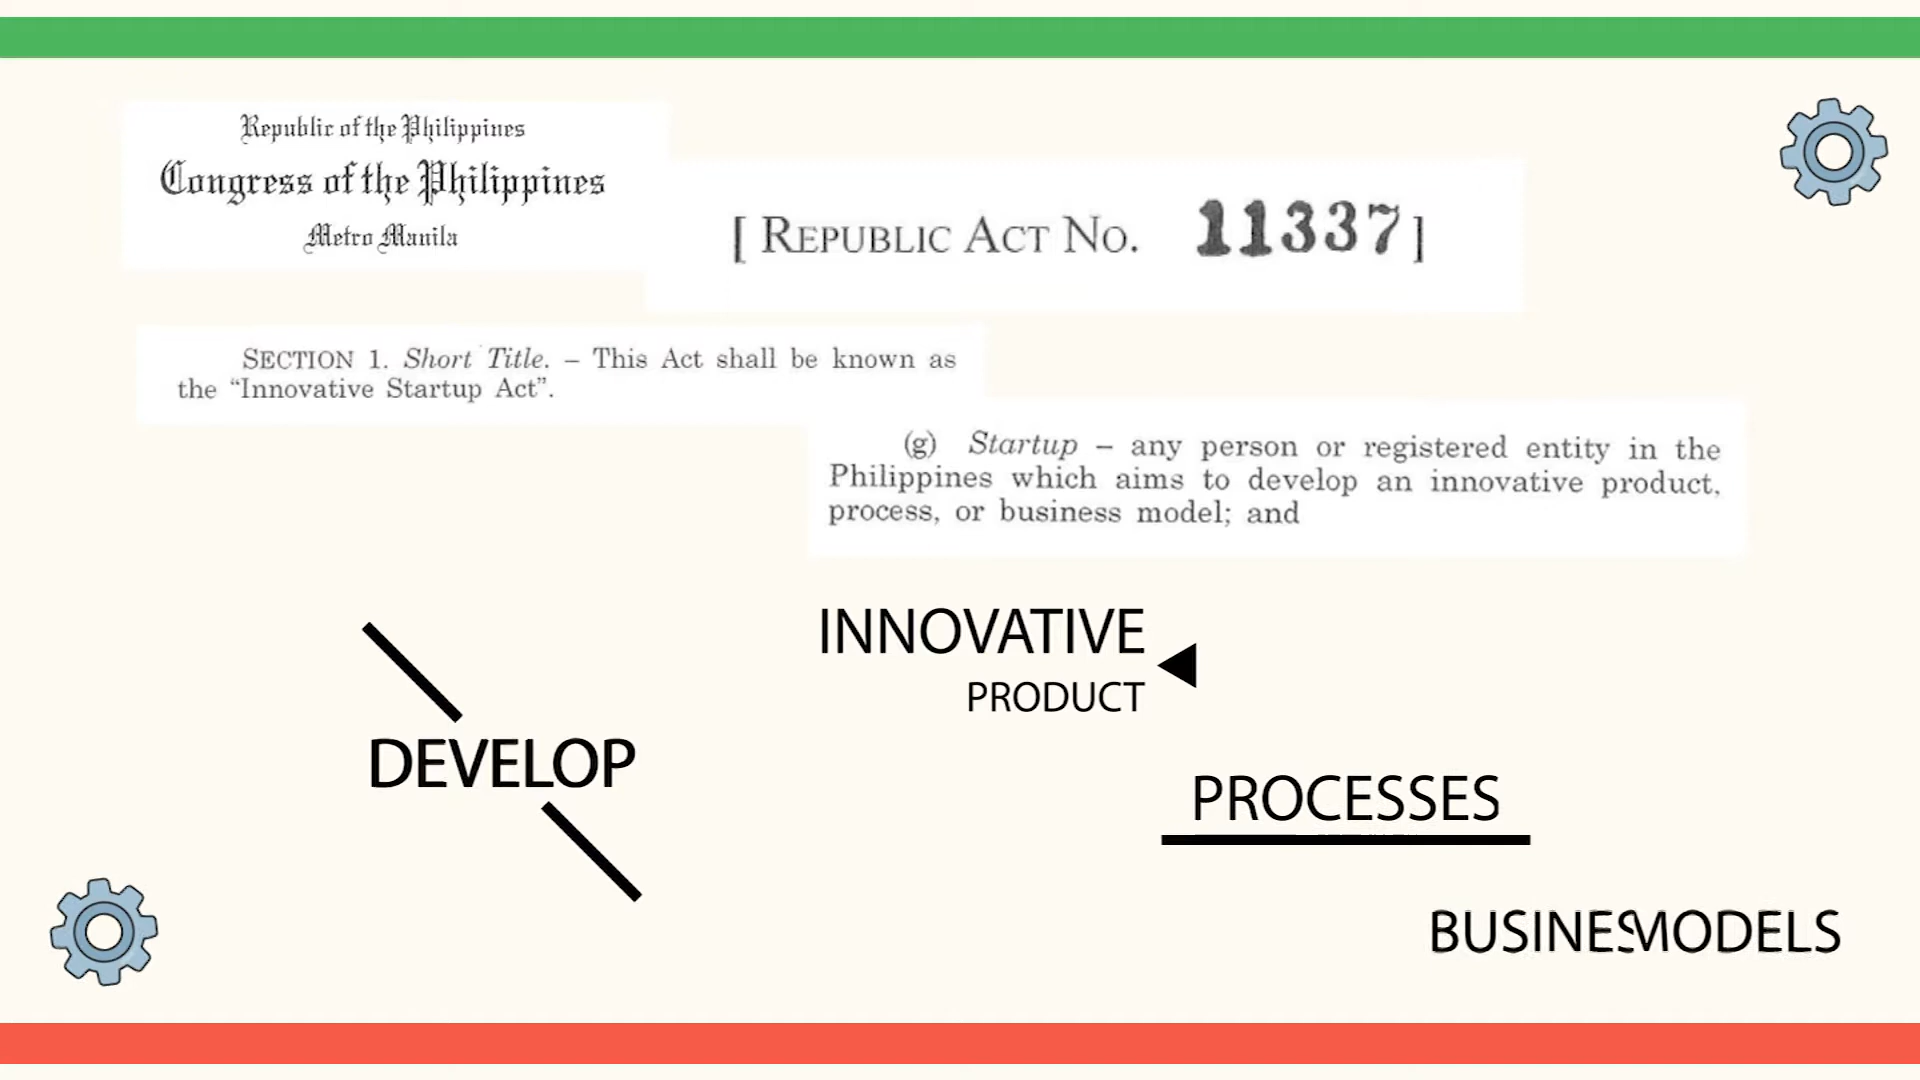 Republic of the Philippines
Congress of the Philippines
Metro Manila
[ REPUBLIC ACT NO. 11337 ]
SECTION 1. Short Title. – This Act shall be known as
the “Innovative Startup Act”.
(g) Startup – any person or registered entity in the
Philippines which aims to develop an innovative product,
process, or business model; and
INNOVATIVE
PRODUCT
DEVELOP
PROCESSES
MODELS